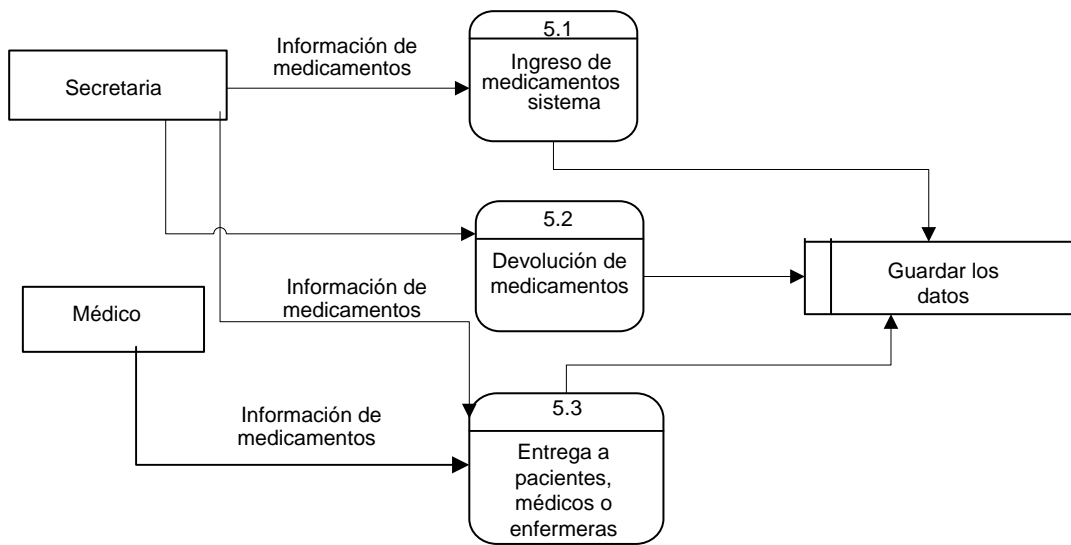 Secretaria
Información de
medicamentos
5.1
Ingreso de
medicamentos
sistema
5.2
Devolución de
medicamentos
Guardar los
datos
Médico
Información de
medicamentos
Información de
medicamentos
5.3
Entrega a
pacientes,
médicos o
enfermeras